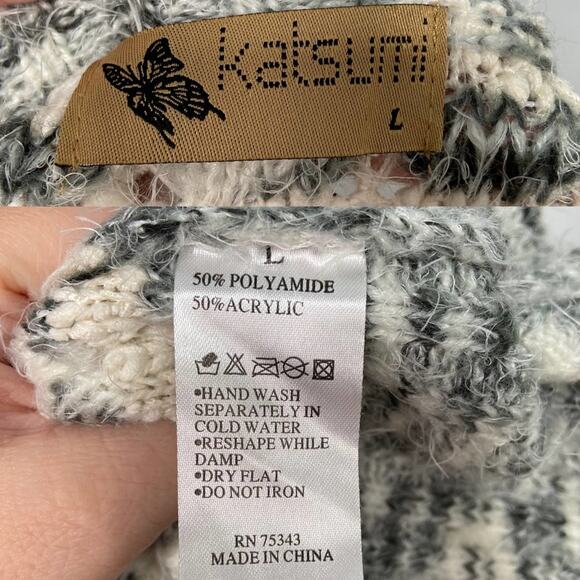 katsumi
L
L
50% POLYAMIDE
50%ACRYLIC
•HAND WASH
SEPARATELY IN
COLD WATER
•RESHAPE WHILE
DAMP
•DRY FLAT
•DO NOT IRON
RN 75343
MADE IN CHINA